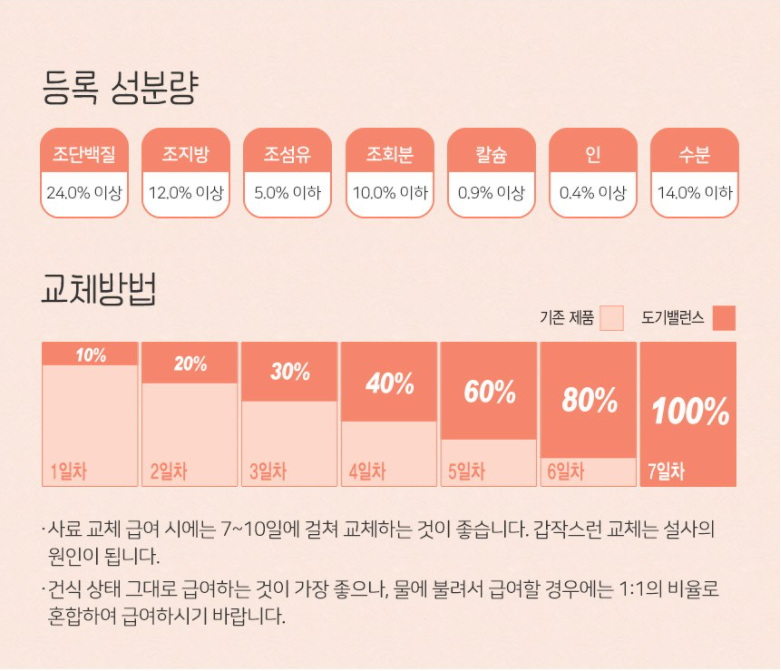 등록 성분량
조단백질 조지방 조섬유 조회분 칼슘 인 수분
24.0% 이상 12.0% 이상 5.0% 이하 10.0% 이하 0.9% 이상 0.4% 이상 14.0% 이하
교체방법
기존 제품 도기밸런스
10% 20% 30% 40% 60% 80% 100%
1일차 2일차 3일차 4일차 5일차 6일차 7일차
·사료 교체 급여 시에는 7~10일에 걸쳐 교체하는 것이 좋습니다. 갑작스런 교체는 설사의
원인이 됩니다.
·건식 상태 그대로 급여하는 것이 가장 좋으나, 물에 불려서 급여할 경우에는 1:1의 비율로
혼합하여 급여하시기 바랍니다.